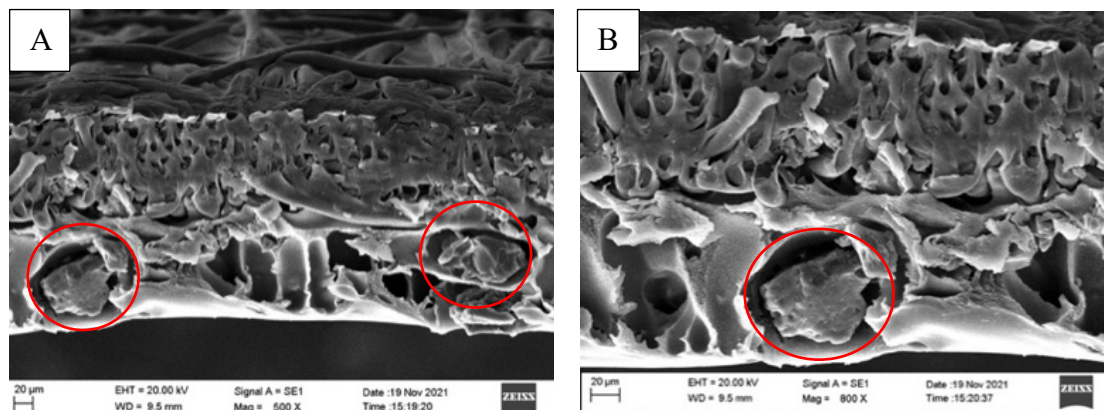 A
B
20 µm
EHT = 20.00 kV
WD = 9.5 mm
Signal A = SE1
Mag = 500 X
Date :19 Nov 2021
Time :15:19:20
ZEISS
20 µm
EHT = 20.00 kV
WD = 9.5 mm
Signal A = SE1
Mag = 800 X
Date :19 Nov 2021
Time :15:20:37
ZEISS